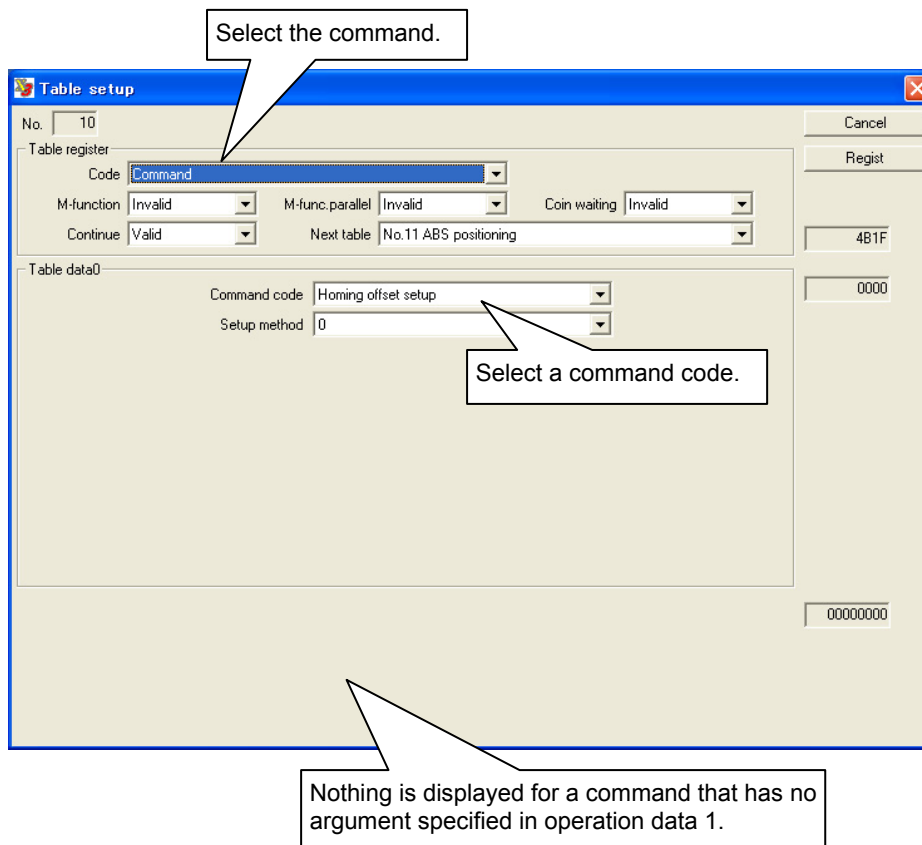 Select the command.
Table setup
No. 10
Cancel
Table register
Regist
Code Command
M-function Invalid M-func.parallel Invalid Coin waiting Invalid
Continue Valid Next table No.11 ABS positioning
4B1F
Table data0
0000
Command code Homing offset setup
Setup method 0
Select a command code.
00000000
Nothing is displayed for a command that has no
argument specified in operation data 1.